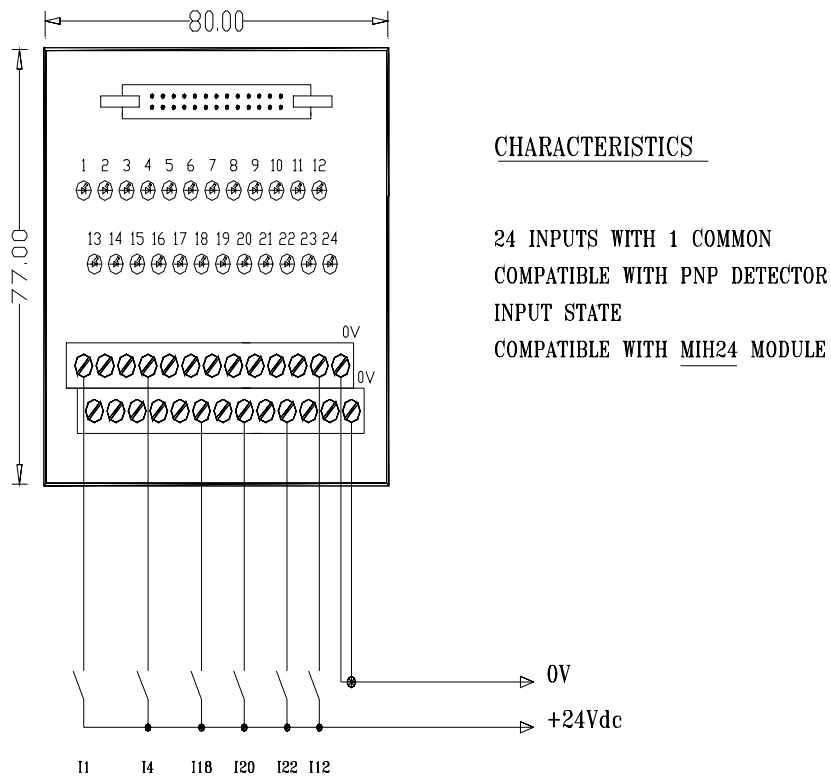 80.00
CHARACTERISTICS
1 2 3 4 5 6 7 8 9 10 11 12
13 14 15 16 17 18 19 20 21 22 23 24
24 INPUTS WITH 1 COMMON
COMPATIBLE WITH PNP DETECTOR
INPUT STATE
COMPATIBLE WITH MIH24 MODULE
77.00
0V
0V
0V
+24Vdc
I1 I4 I18 I20 I22 I12